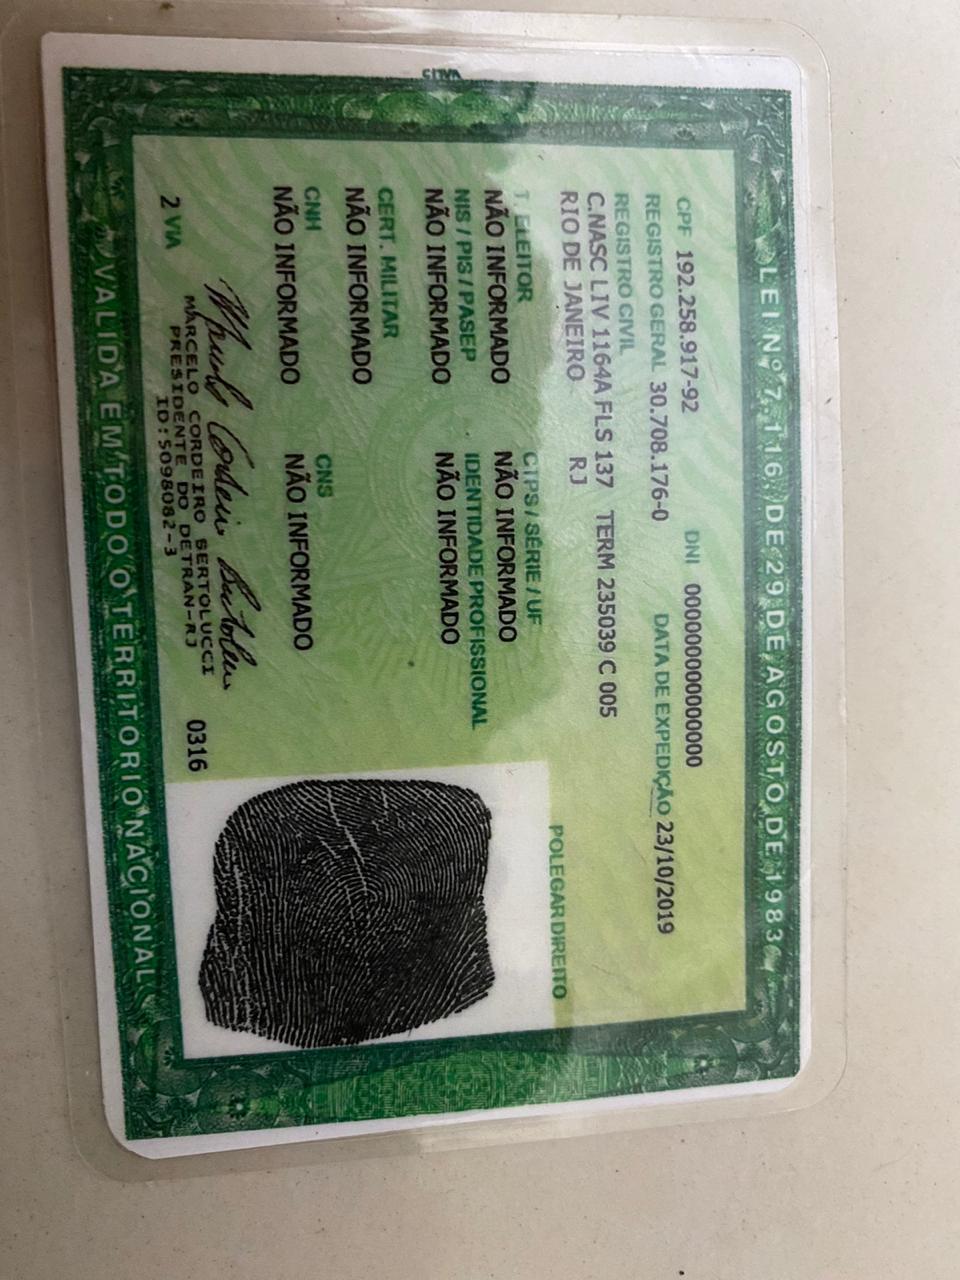 LEI Nº 7.116, DE 29 DE AGOSTO DE 1983
CPF 192.258.917-92 DNI 0000000000000
REGISTRO GERAL 30.708.176-0 DATA DE EXPEDIÇÃO 23/10/2019
REGISTRO CIVIL
C.NASC LIV 1164A FLS 137 TERM 235039 C 005
RIO DE JANEIRO RJ
POLEGAR DIREITO
T. ELEITOR CTPS / SÉRIE / UF
NÃO INFORMADO NÃO INFORMADO
NIS / PIS / PASEP IDENTIDADE PROFISSIONAL
NÃO INFORMADO NÃO INFORMADO
CERT. MILITAR
NÃO INFORMADO
CNH CNS
NÃO INFORMADO NÃO INFORMADO
2 VIA
MARCELO CORDEIRO BERTOLUCCI
PRESIDENTE DO DETRAN-RJ
ID:5098082-3
0316
VALIDA EM TODO O TERRITORIO NACIONAL